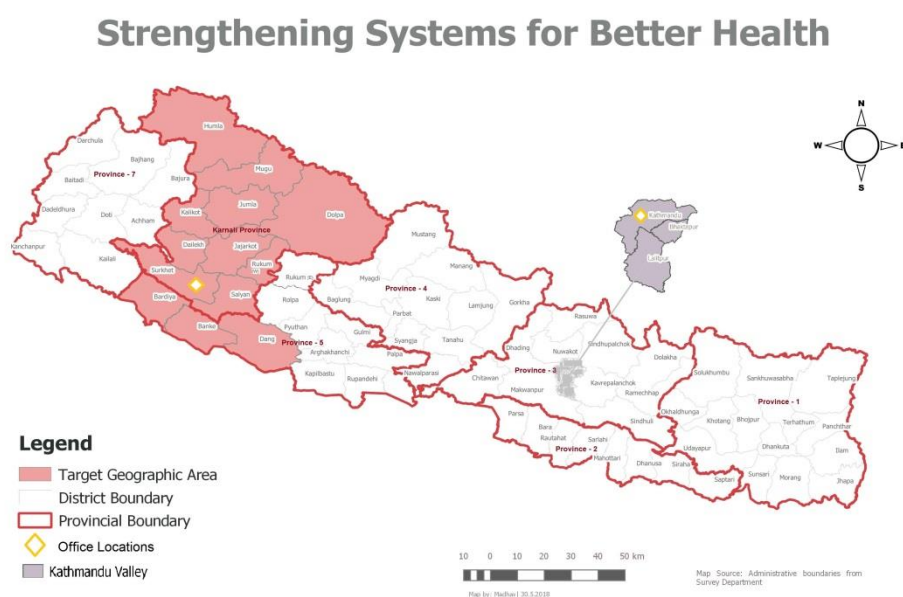 Strengthening Systems for Better Health
N
W
E
S
Humla
Darchula
Bajhang
Mugu
Province - 7
Baitadi
Bajura
Jumla
Dolpa
Kalikot
Dadeldhura
Doti
Achham
Karnali Province
Dailekh
Jajarkot
Kanchanpur
Kailali
Surkhet
Rukum
W
Salyan
Rukum
Bardiya
Rolpa
Banke
Dang
Pyuthan
Province - 5
Gulmi
Arghakhanchi
Palpa
Kapilbastu
Rupandehi
Nawalparasi
Mustang
Manang
Myagdi
Province - 4
Baglung
Kaski
Lamjung
Gorkha
Parbat
Syangja
Tanahu
Kathmandu
Bhaktapur
Lalitpur
Rasuwa
Dhading
Nuwakot
Sindhupalchok
Dolakha
Chitawan
Province - 3
Kavrepalanchok
Ramechhap
Makwanpur
Sindhuli
Okhaldhunga
Solukhumbu
Sankhuwasabha
Taplejung
Province - 1
Khotang
Bhojpur
Terhathum
Panchthar
Dhankuta
Ilam
Udayapur
Sunsari
Morang
Jhapa
Parsa
Bara
Rautahat
Sarlahi
Province - 2
Mahottari
Dhanusa
Siraha
Saptari
Legend
Target Geographic Area
District Boundary
Provincial Boundary
Office Locations
Kathmandu Valley
10 0 10 20 30 40 50 km
Map by: Madhav| 30.5.2018
Map Source: Administrative boundaries from
Survey Department